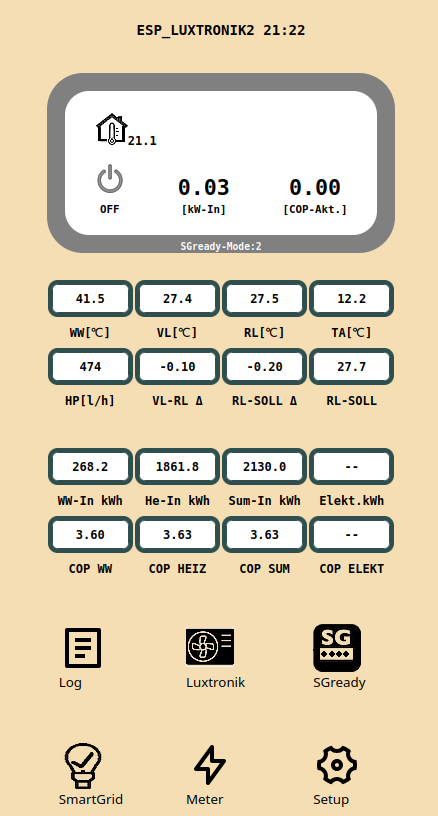 ESP_LUXTRONIK2 21:22
21.1
0.03 0.00
OFF [kW-In] [COP-Akt.]
SGready-Mode:2
41.5 27.4 27.5 12.2
WW[℃] VL[℃] RL[℃] TA[℃]
474 -0.10 -0.20 27.7
HP[l/h] VL-RL Δ RL-SOLL Δ RL-SOLL
268.2 1861.8 2130.0 --
WW-In kWh He-In kWh Sum-In kWh Elekt.kWh
3.60 3.63 3.63 --
COP WW COP HEIZ COP SUM COP ELEKT
SG
Log Luxtronik SGready
SmartGrid Meter Setup